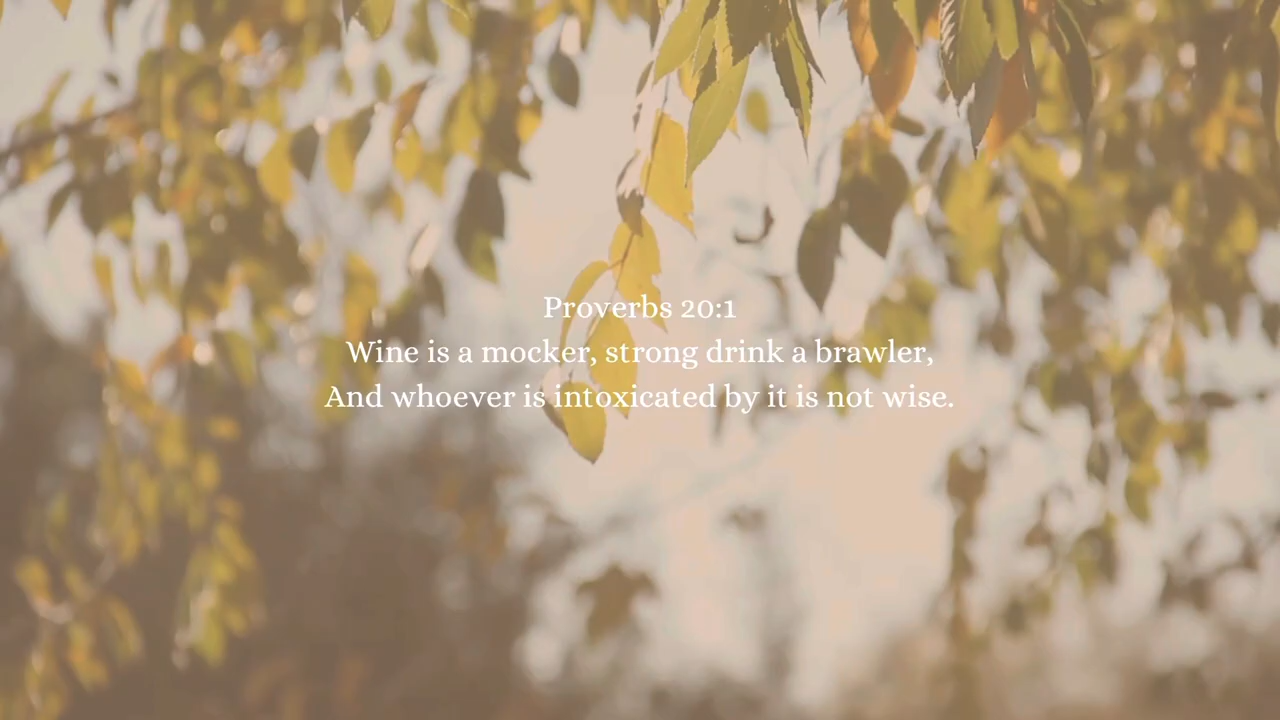 Proverbs 20:1
Wine is a mocker, strong drink a brawler,
And whoever is intoxicated by it is not wise.